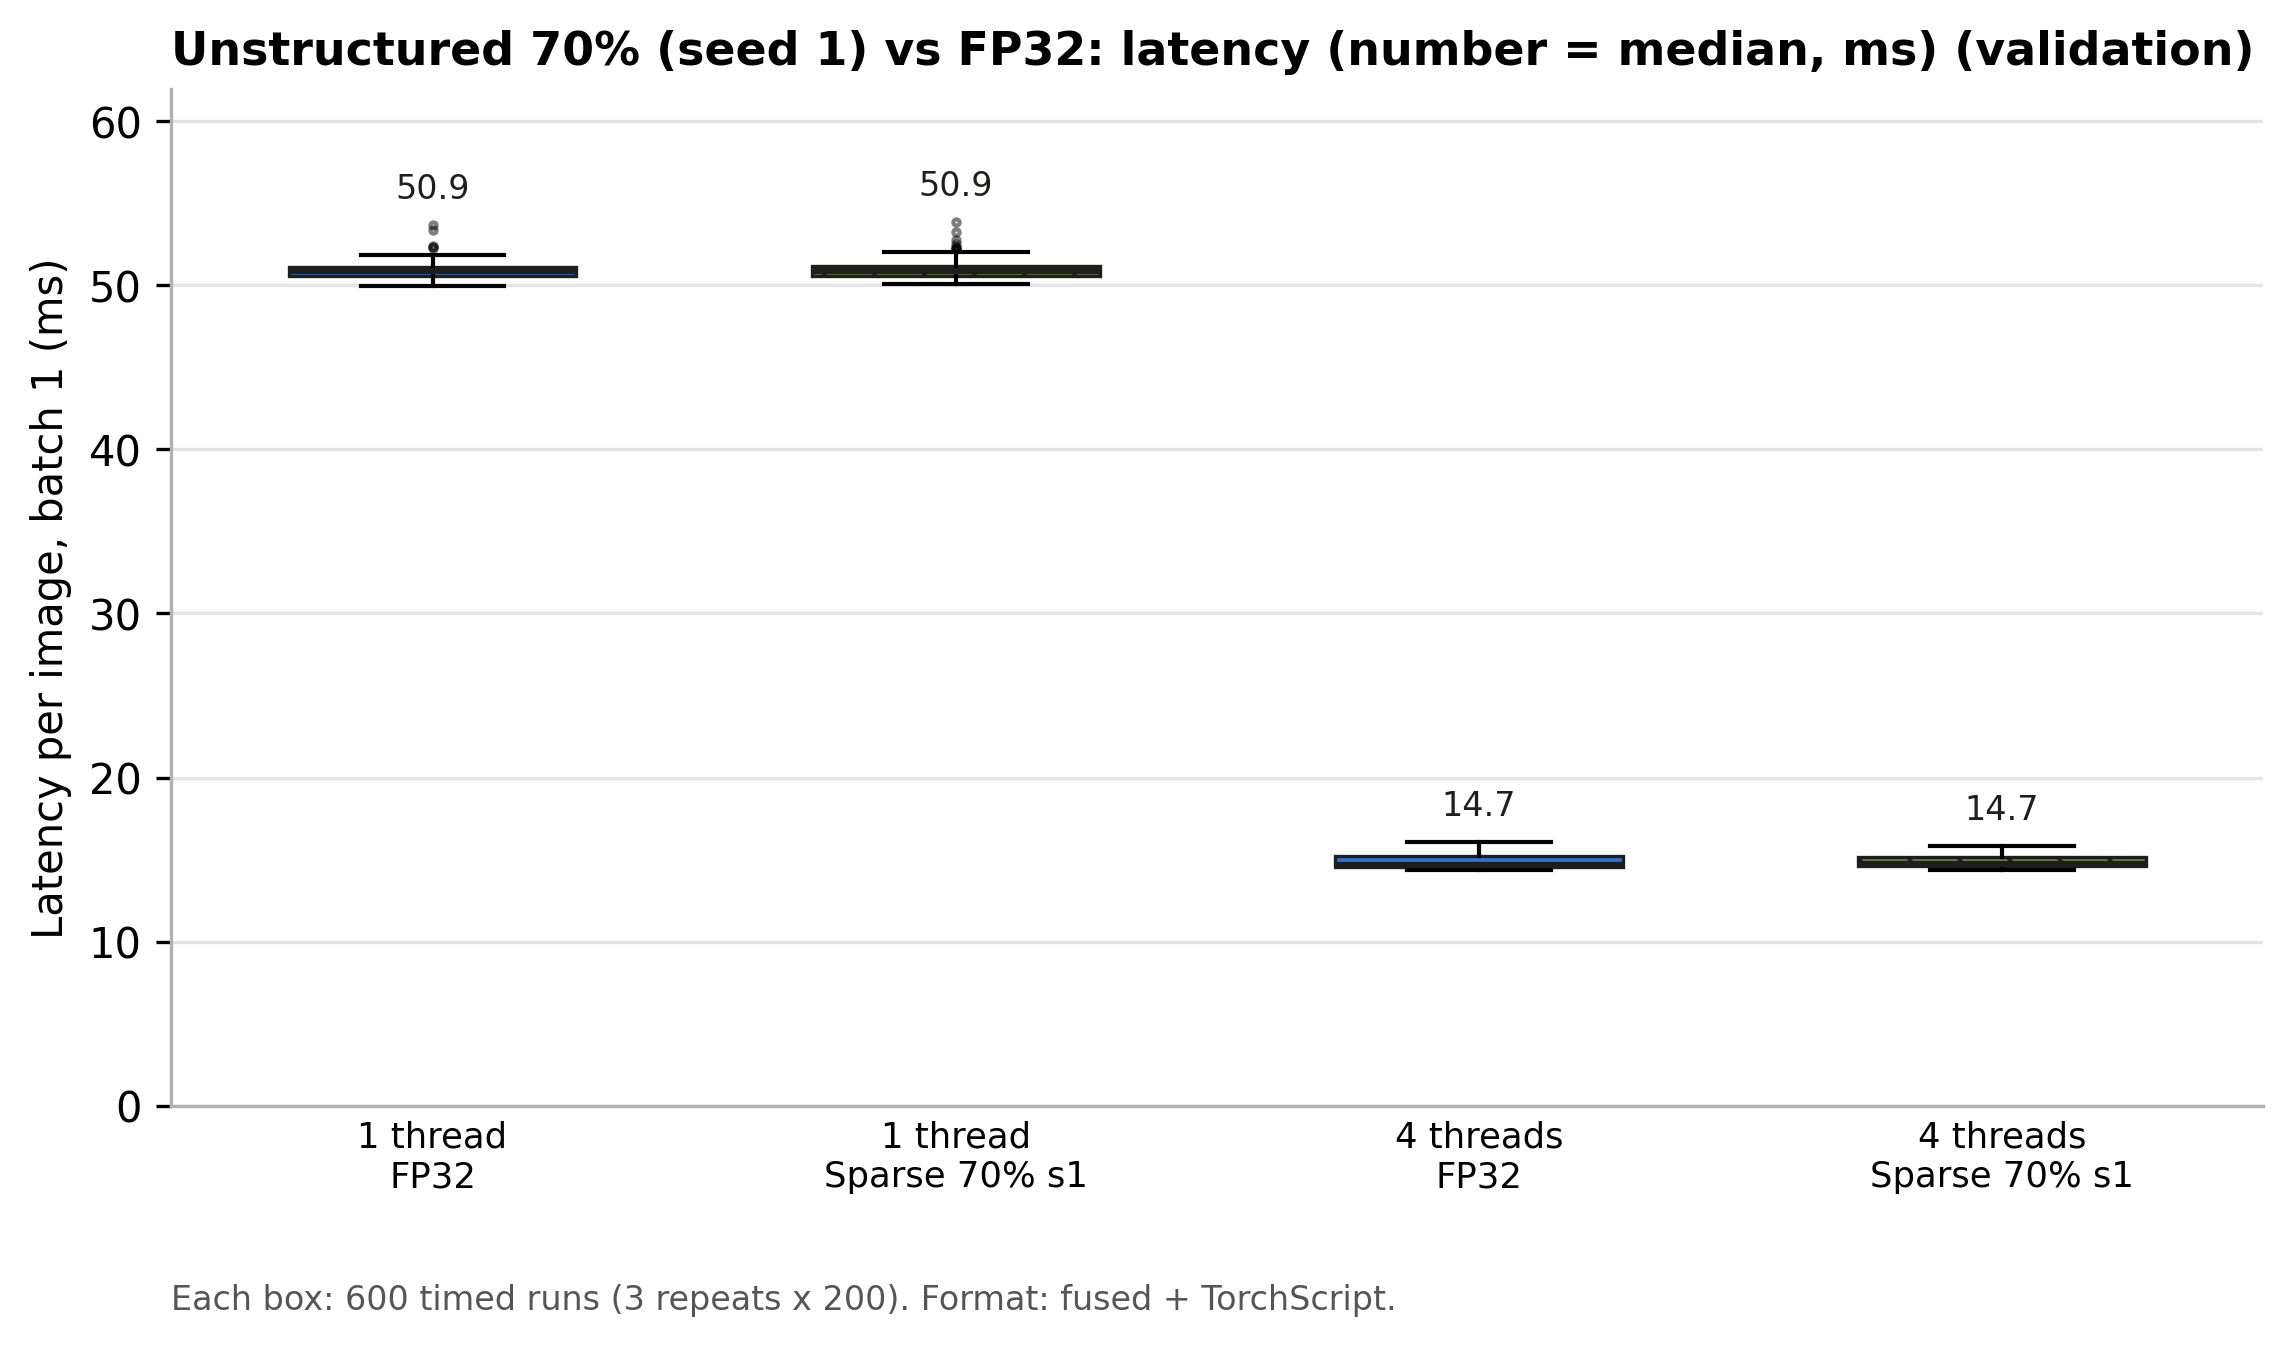 Unstructured 70% (seed 1) vs FP32: latency (number = median, ms) (validation)
Latency per image, batch 1 (ms)
60
50
40
30
20
10
0
50.9
50.9
14.7
14.7
1 thread
FP32
1 thread
Sparse 70% s1
4 threads
FP32
4 threads
Sparse 70% s1
Each box: 600 timed runs (3 repeats x 200). Format: fused + TorchScript.